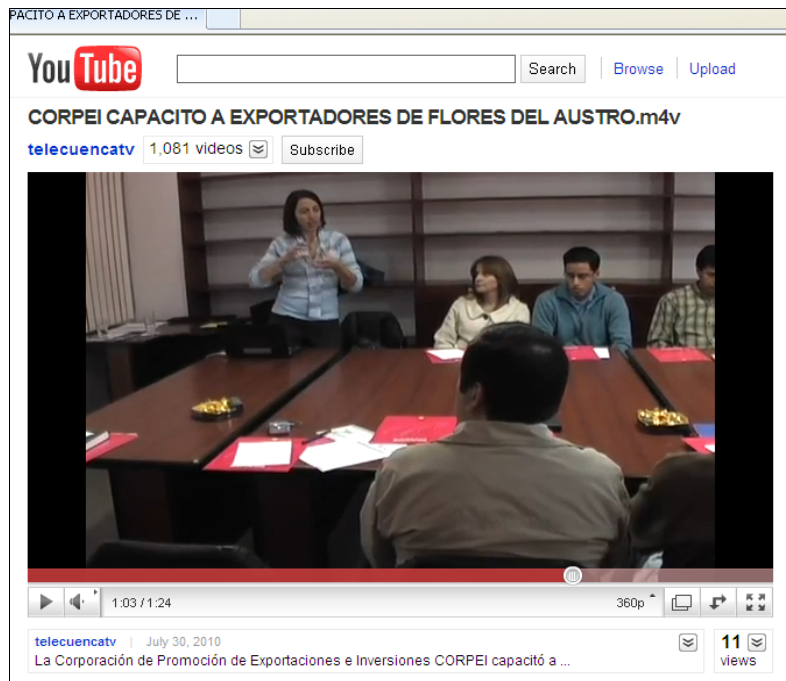 PACITO A EXPORTADORES DE ...
You Tube Search Browse Upload
CORPEI CAPACITO A EXPORTADORES DE FLORES DEL AUSTRO.m4v
telecuencatv 1,081 videos Subscribe
1:03 / 1:24 360p
telecuencatv July 30, 2010 11
La Corporación de Promoción de Exportaciones e Inversiones CORPEI capacitó a ... views